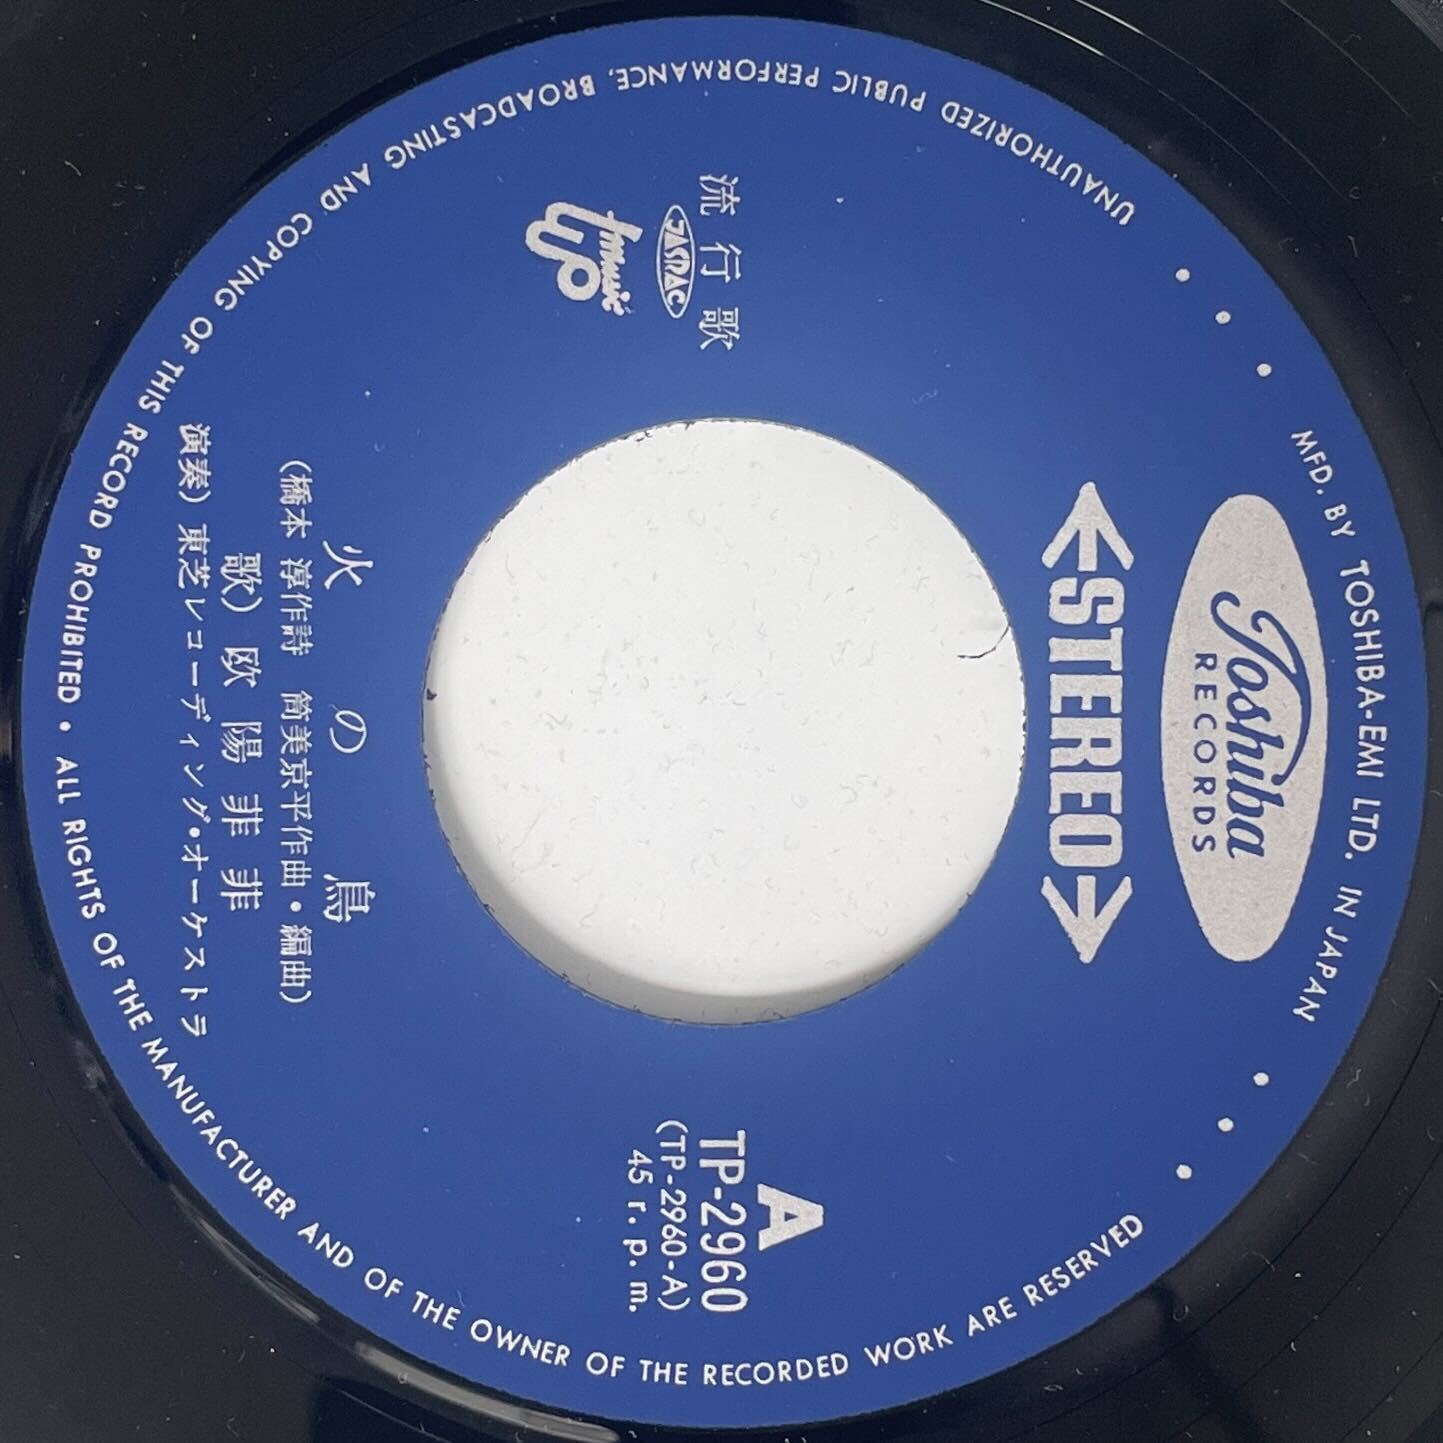 MFD. BY TOSHIBA-EMI LTD. IN JAPAN
Toshiba
RECORDS
STEREO
流行歌
JASRAC
music
UP
A
TP-2960
(TP-2960-A)
45 r.p.m.
火の鳥
(橋本 淳作詩 筒美京平作曲・編曲)
歌) 欧陽菲菲
演奏) 東芝レコーディング・オーケストラ
UNAUTHORIZED PUBLIC PERFORMANCE, BROADCASTING AND COPYING OF THIS RECORD PROHIBITED • ALL RIGHTS OF THE MANUFACTURER AND OF THE OWNER OF THE RECORDED WORK ARE RESERVED